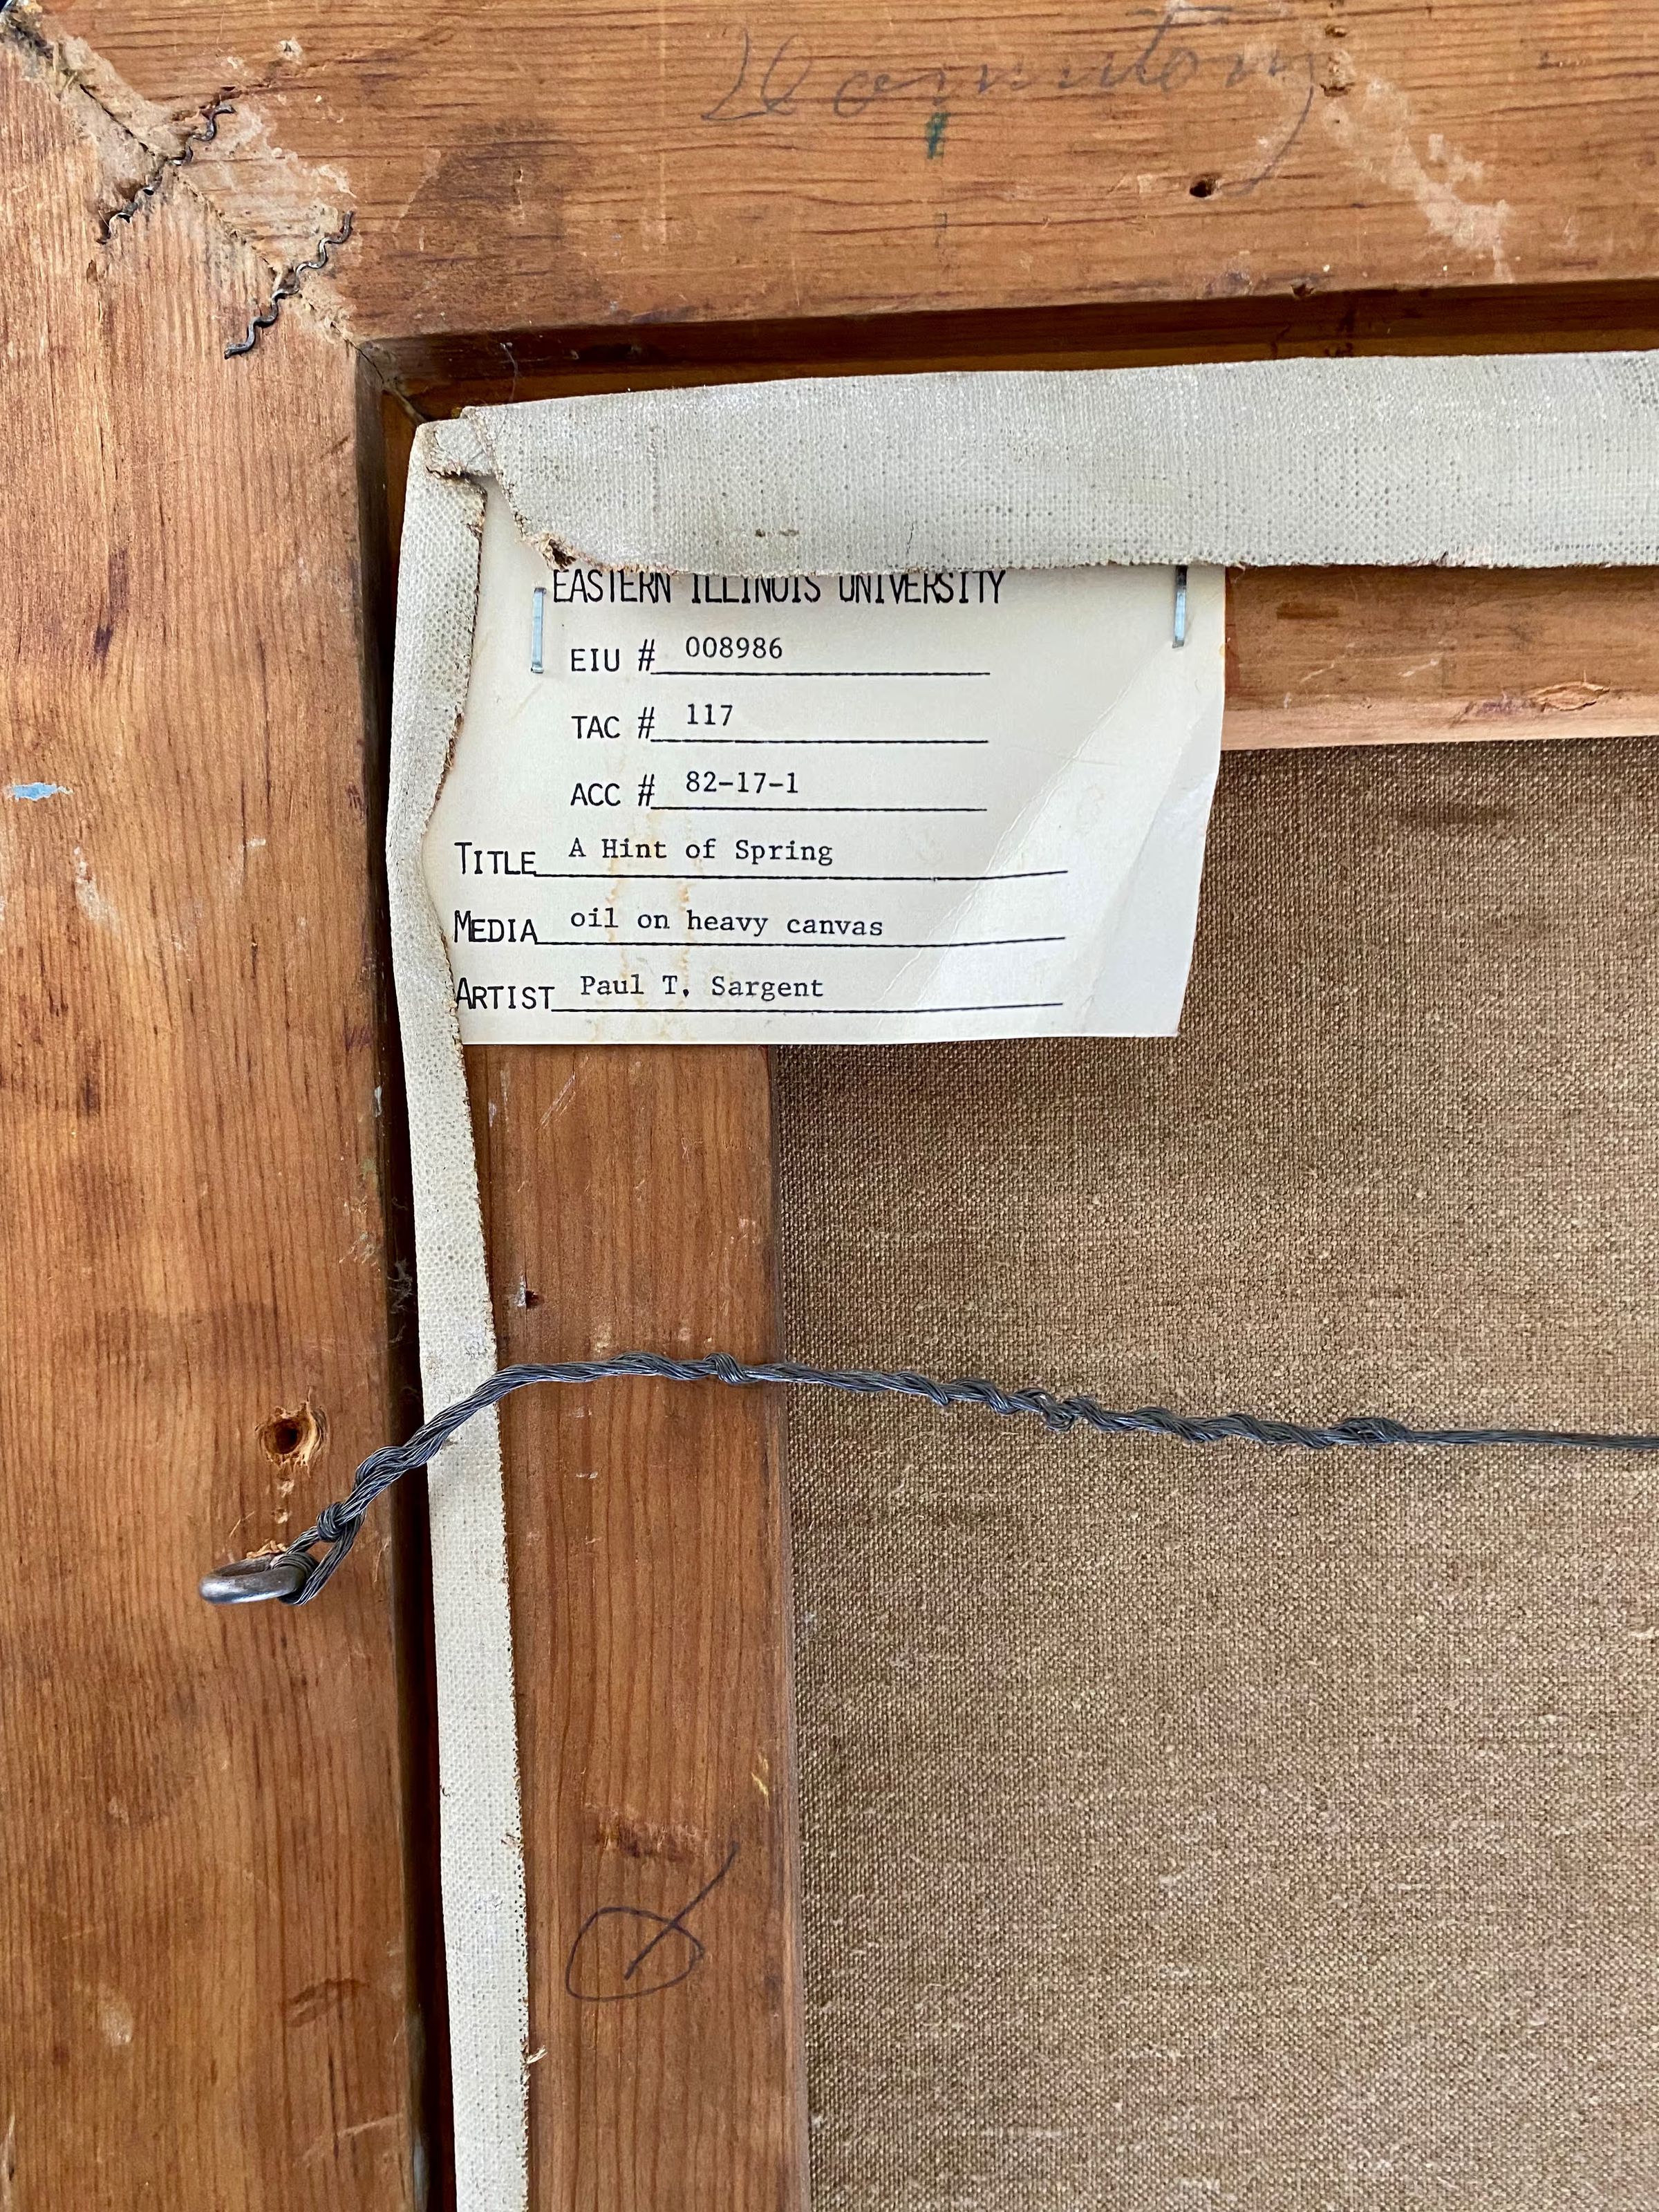 EASTERN ILLINOIS UNIVERSITY
EIU # 008986
TAC # 117
ACC # 82-17-1
TITLE A Hint of Spring
MEDIA oil on heavy canvas
ARTIST Paul T. Sargent